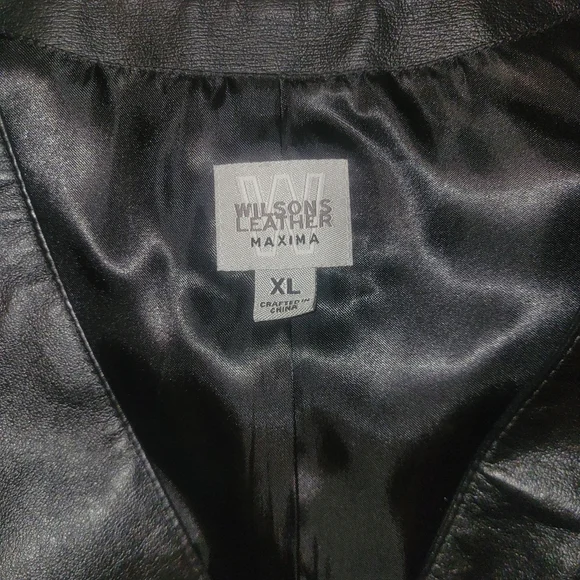 W
WILSONS
LEATHER
MAXIMA
XL
CRAFTED IN
CHINA